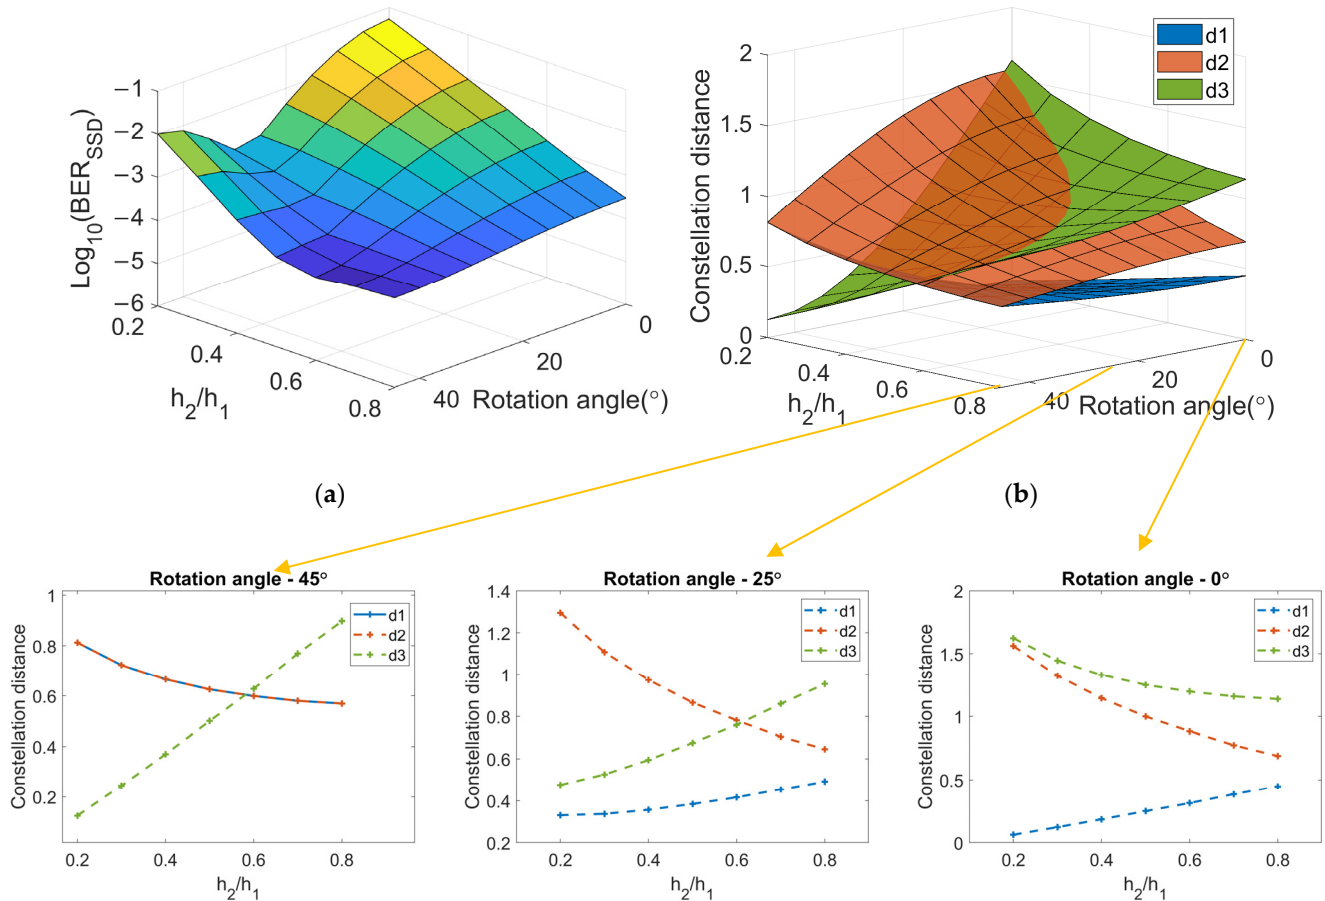 −1
−2
−3
−4
−5
−6
Log10(BERSSD)
0.2
0.4
0.6
0.8
h2/h1
40
20
0
Rotation angle(°)
(a)
2
1.5
1
0.5
0
Constellation distance
d1
d2
d3
0.2
0.4
0.6
0.8
h2/h1
40
20
0
Rotation angle(°)
(b)
Rotation angle - 45°
1
0.8
0.6
0.4
0.2
Constellation distance
d1
d2
d3
0.2 0.4 0.6 0.8
h2/h1
Rotation angle - 25°
1.4
1.2
1
0.8
0.6
0.4
0.2
Constellation distance
d1
d2
d3
0.2 0.4 0.6 0.8
h2/h1
Rotation angle - 0°
2
1.5
1
0.5
0
Constellation distance
d1
d2
d3
0.2 0.4 0.6 0.8
h2/h1